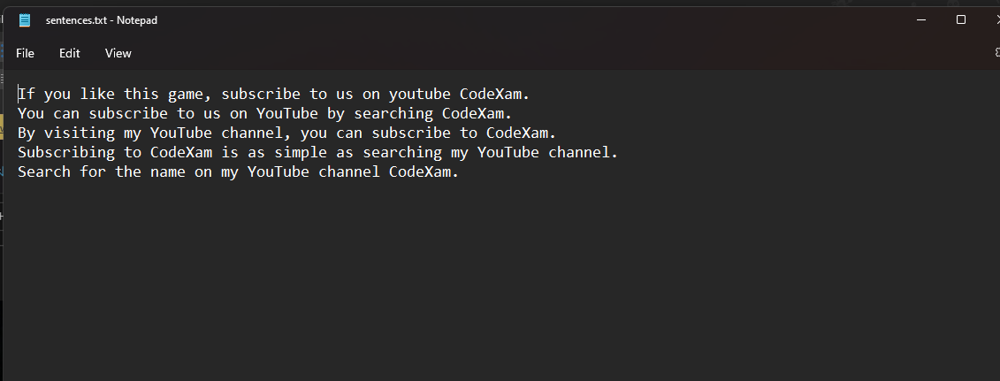 sentences.txt - Notepad
File Edit View
If you like this game, subscribe to us on youtube CodeXam.
You can subscribe to us on YouTube by searching CodeXam.
By visiting my YouTube channel, you can subscribe to CodeXam.
Subscribing to CodeXam is as simple as searching my YouTube channel.
Search for the name on my YouTube channel CodeXam.